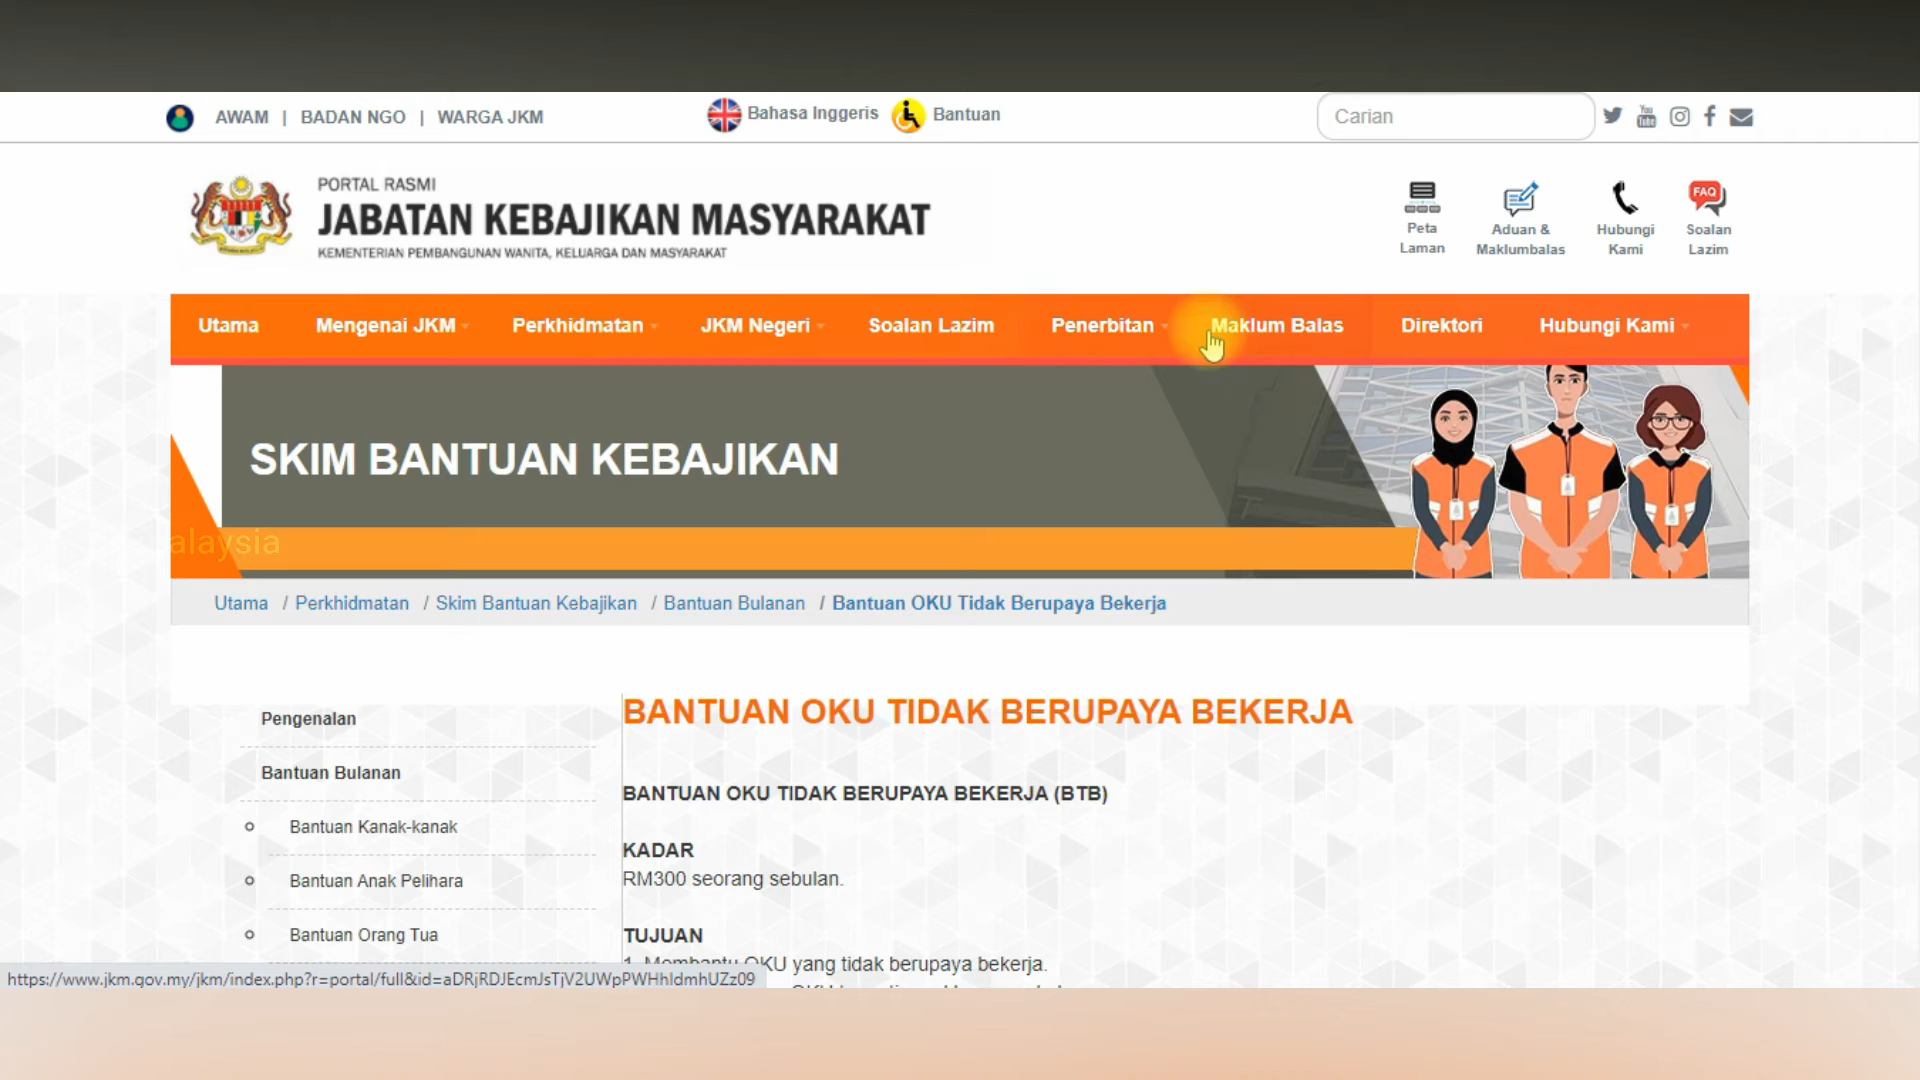 AWAM | BADAN NGO | WARGA JKM
Bahasa Inggeris
Bantuan
Carian
You Tube
PORTAL RASMI
JABATAN KEBAJIKAN MASYARAKAT
KEMENTERIAN PEMBANGUNAN WANITA, KELUARGA DAN MASYARAKAT
Peta
Laman
Aduan &
Maklumbalas
Hubungi
Kami
FAQ
Soalan
Lazim
Utama Mengenai JKM Perkhidmatan JKM Negeri Soalan Lazim Penerbitan Maklum Balas Direktori Hubungi Kami
SKIM BANTUAN KEBAJIKAN
alaysia
Utama / Perkhidmatan / Skim Bantuan Kebajikan / Bantuan Bulanan / Bantuan OKU Tidak Berupaya Bekerja
Pengenalan
Bantuan Bulanan
Bantuan Kanak-kanak
Bantuan Anak Pelihara
Bantuan Orang Tua
BANTUAN OKU TIDAK BERUPAYA BEKERJA
BANTUAN OKU TIDAK BERUPAYA BEKERJA (BTB)
KADAR
RM300 seorang sebulan.
TUJUAN
1. Membantu OKU yang tidak berupaya bekerja.
https://www.jkm.gov.my/jkm/index.php?r=portal/full&id=aDRjRDJEcmJsTjV2UWpPWHhldmhUZz09